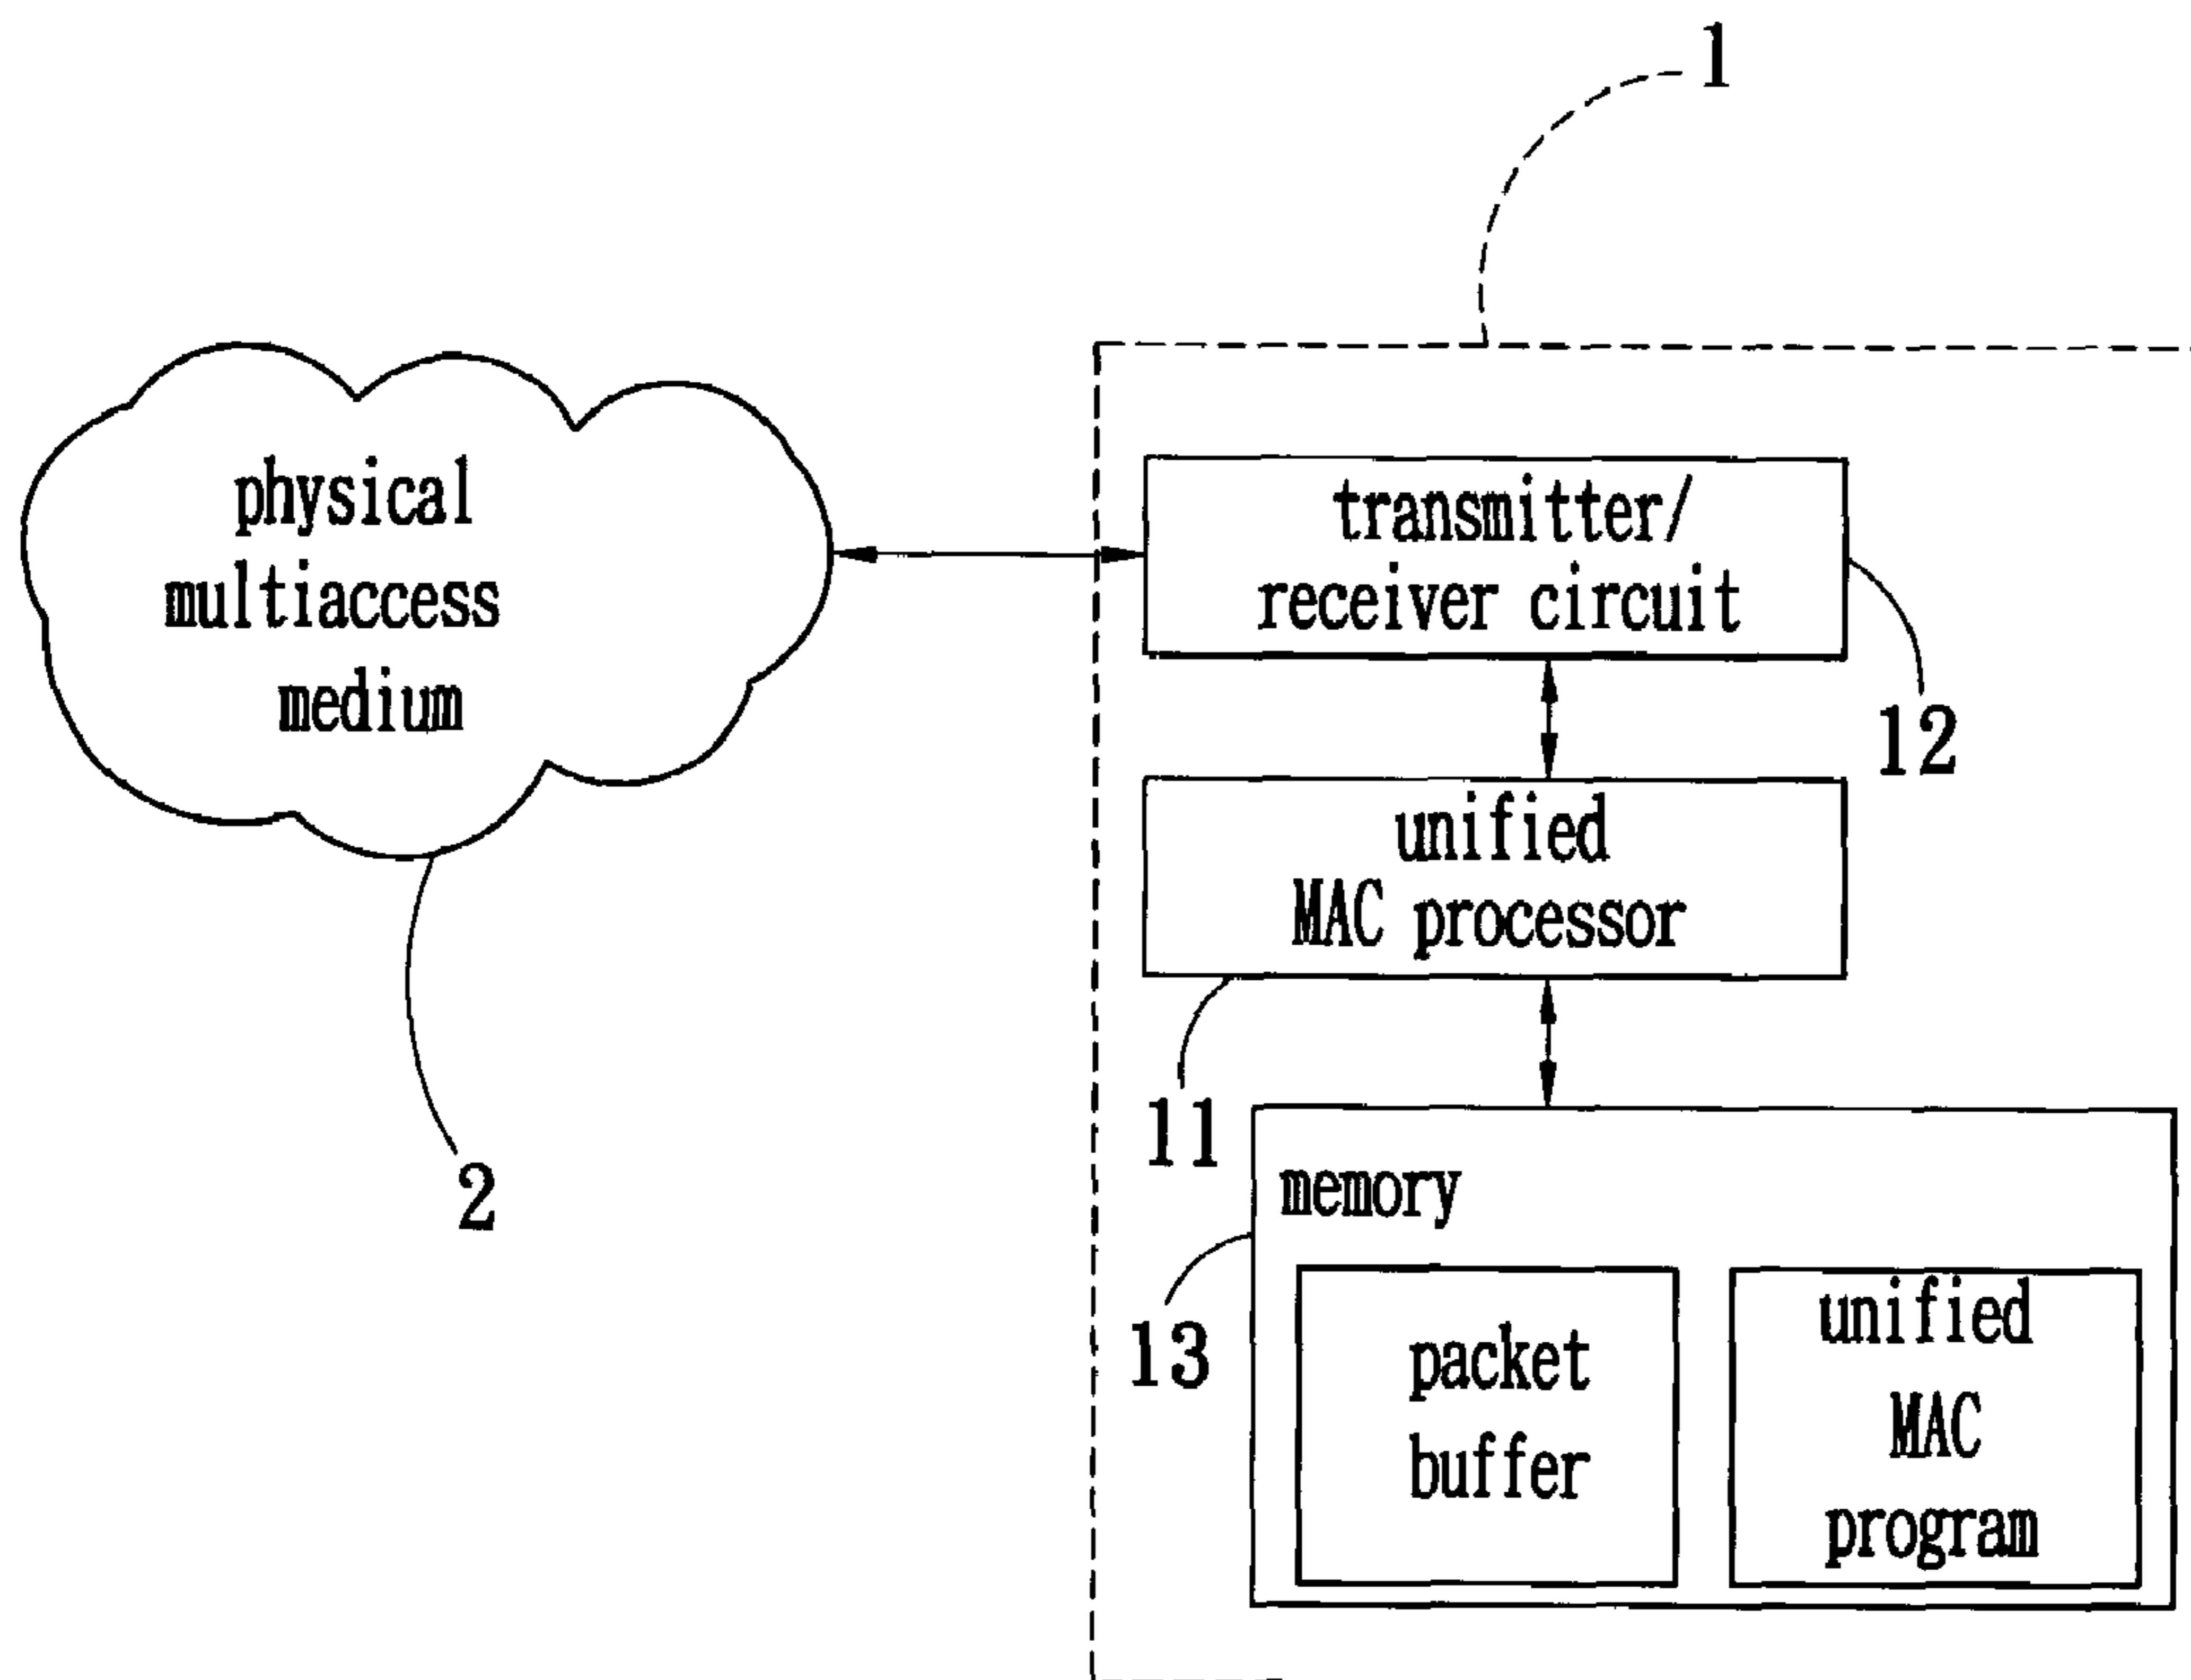 1
physical
multiaccess
medium
2
transmitter/
receiver circuit
12
unified
MAC processor
11
memory
13
packet
buffer
unified
MAC
program